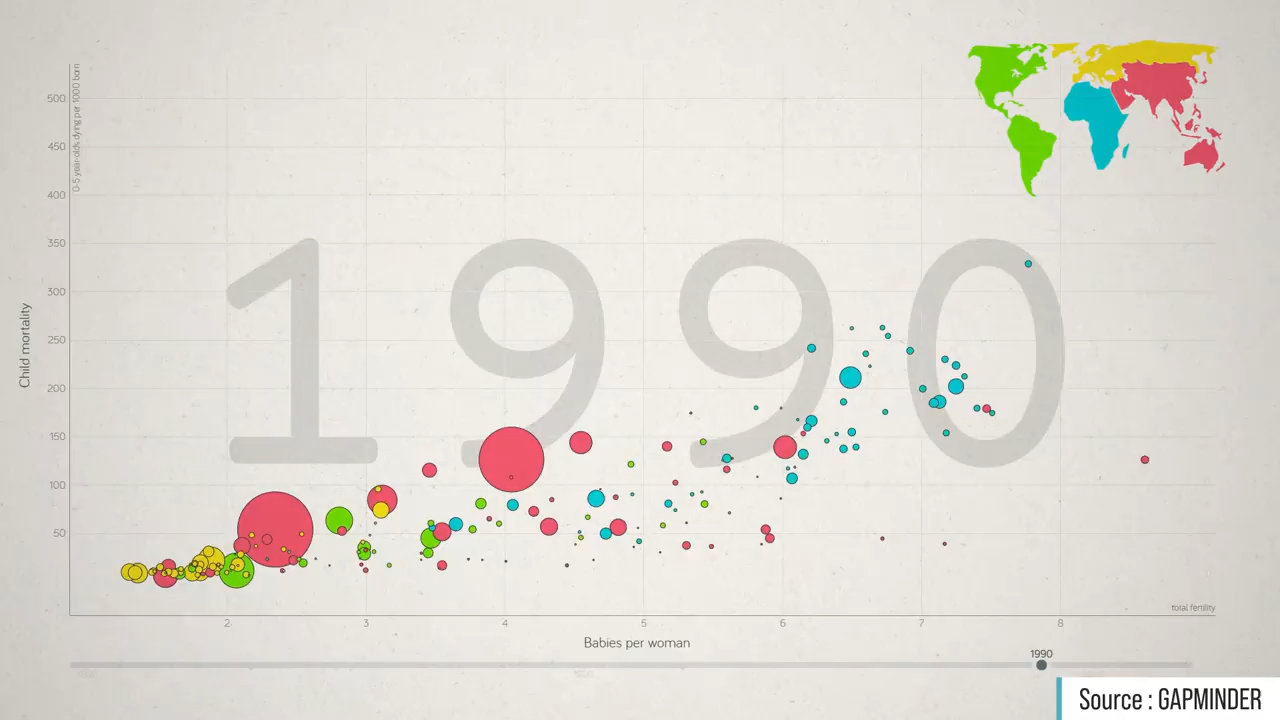 0-5 year-olds dying per 1000 born
500
450
400
350
300
250
200
150
100
50
Child mortality
1990
total fertility
2 3 4 5 6 7 8
Babies per woman
1990
Source : GAPMINDER